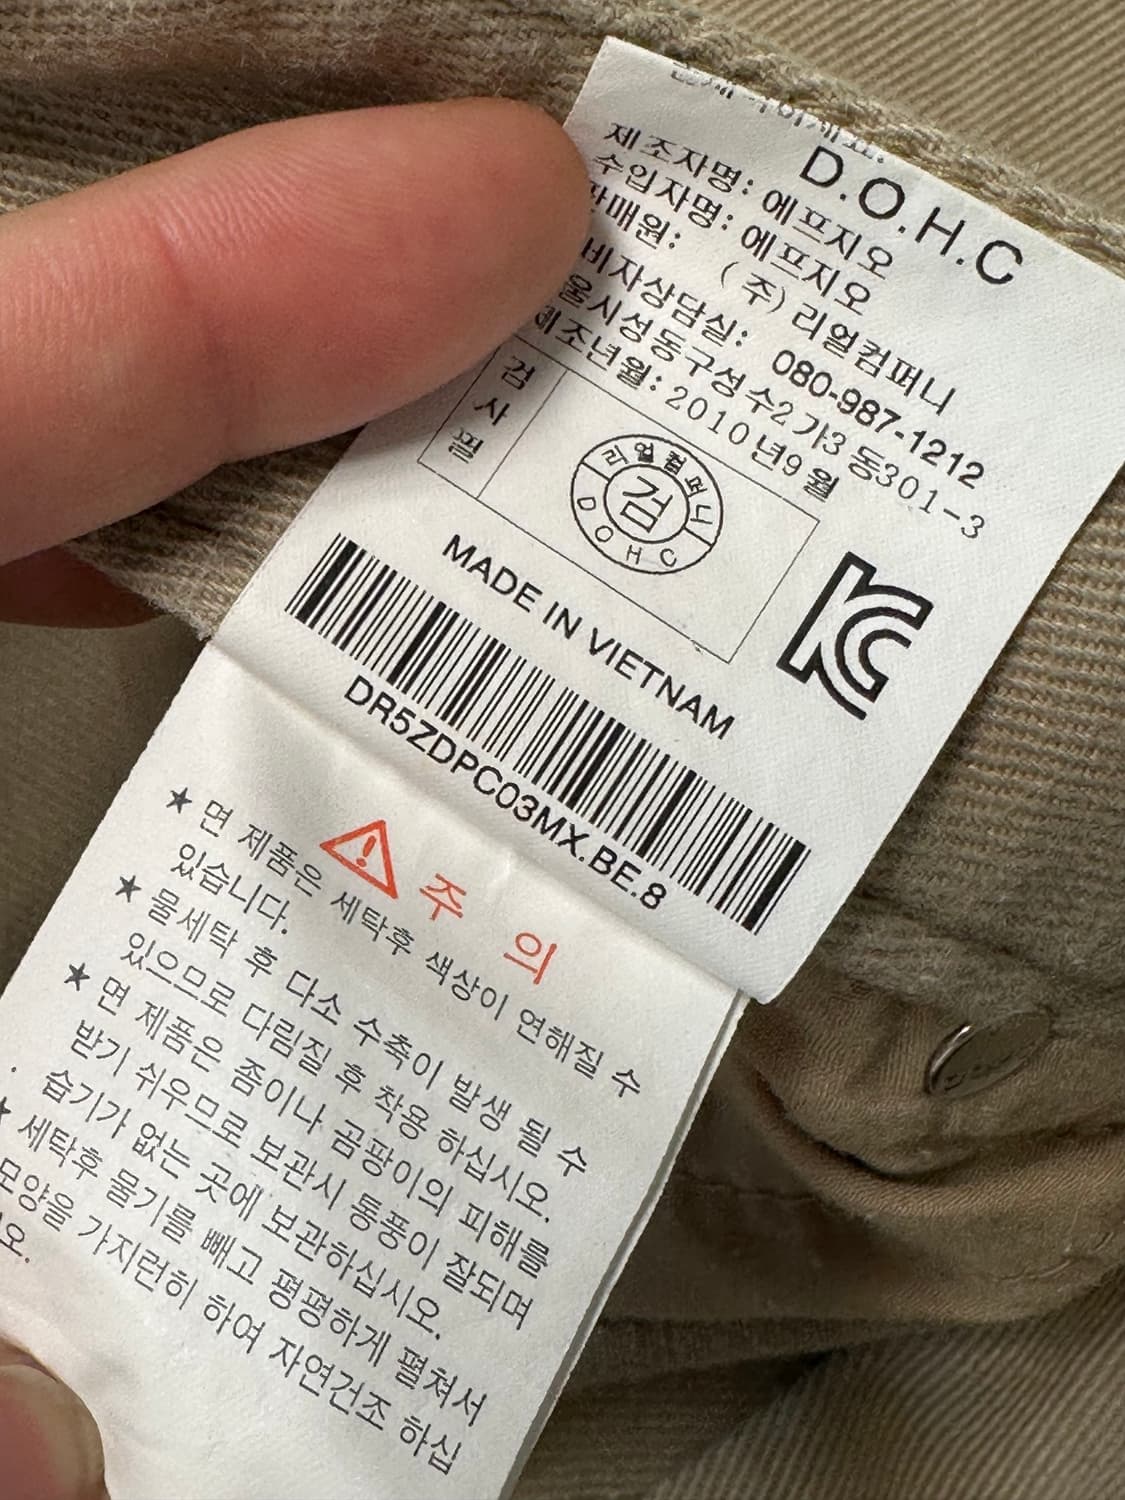 D.O.H.C
제조자명: 에프지오
수입자명: 에프지오
판매원: (주) 리얼컴퍼니
비자상담실: 080-987-1212
울시성동구성수2가3동301-3
제조년월: 2010년9월
검사필
리얼컴퍼니
검
DOHC
MADE IN VIETNAM
KC
DR5ZDPC03MX.BE.8
주 의
★ 면 제품은 세탁후 색상이 연해질 수
있습니다.
★ 물세탁 후 다소 수축이 발생 될 수
있으므로 다림질 후 착용 하십시오.
★ 면 제품은 좀이나 곰팡이의 피해를
받기 쉬우므로 보관시 통풍이 잘되며
습기가 없는 곳에 보관하십시오.
★ 세탁후 물기를 빼고 평평하게 펼쳐서
모양을 가지런히 하여 자연건조 하십
시오.